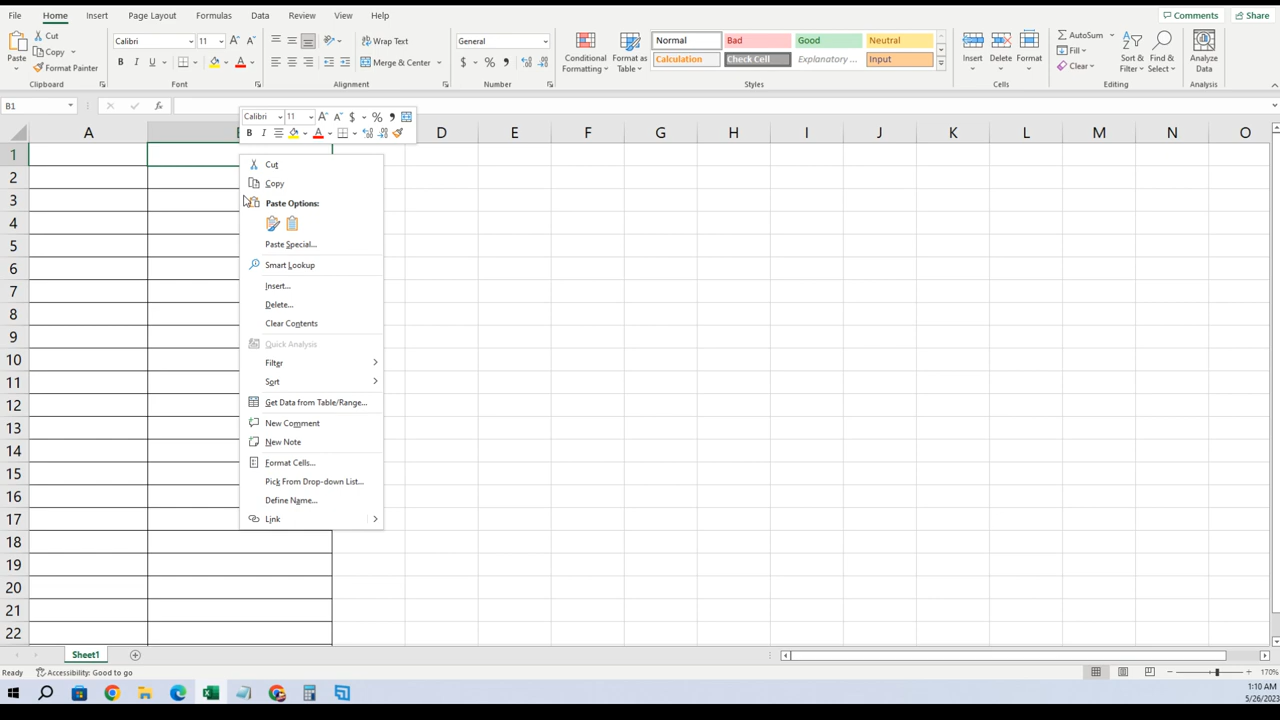 File Home Insert Page Layout Formulas Data Review View Help Comments Share
Cut
Copy
Format Painter
Paste
Clipboard
Calibri 11
B I U
Font
Wrap Text
Merge & Center
Alignment
General
$ % 9
Number
Conditional Formatting
Format as Table
Normal Bad Good Neutral
Calculation Check Cell Explanatory ... Input
Styles
Insert Delete Format
Cells
AutoSum
Fill
Clear
Sort & Filter
Find & Select
Editing
Analyze Data
Analysis
B1 fx
Calibri 11 $ % 9
B I A
A D E F G H I J K L M N O
1
2
3
4
5
6
7
8
9
10
11
12
13
14
15
16
17
18
19
20
21
22
Cut
Copy
Paste Options:
Paste Special...
Smart Lookup
Insert...
Delete...
Clear Contents
Quick Analysis
Filter
Sort
Get Data from Table/Range...
New Comment
New Note
Format Cells...
Pick From Drop-down List...
Define Name...
Link
Sheet1
Ready Accessibility: Good to go 170%
1:10 AM
5/26/2023